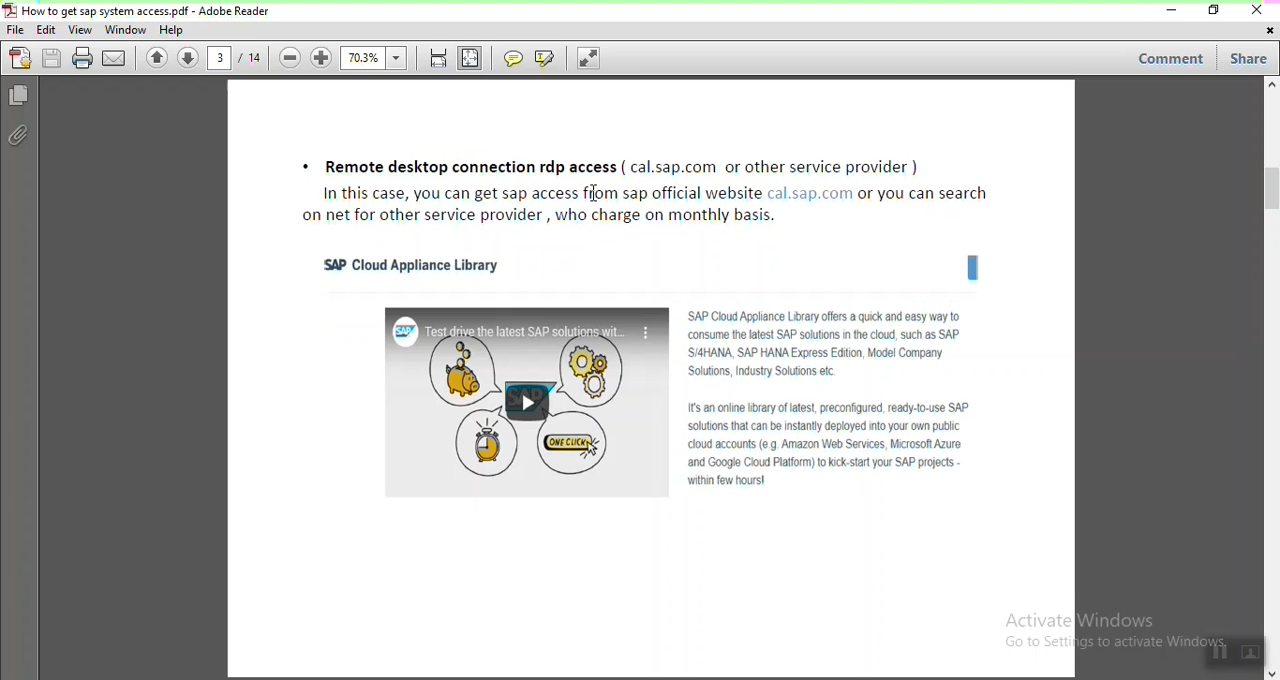 How to get sap system access.pdf - Adobe Reader
File Edit View Window Help
3 / 14 70.3% Comment Share
• Remote desktop connection rdp access ( cal.sap.com or other service provider )
In this case, you can get sap access from sap official website cal.sap.com or you can search
on net for other service provider , who charge on monthly basis.
SAP Cloud Appliance Library
SAP Test drive the latest SAP solutions wit...
SAP
ONE CLICK
SAP Cloud Appliance Library offers a quick and easy way to
consume the latest SAP solutions in the cloud, such as SAP
S/4HANA, SAP HANA Express Edition, Model Company
Solutions, Industry Solutions etc.
It's an online library of latest, preconfigured, ready-to-use SAP
solutions that can be instantly deployed into your own public
cloud accounts (e.g. Amazon Web Services, Microsoft Azure
and Google Cloud Platform) to kick-start your SAP projects -
within few hours!
Activate Windows
Go to Settings to activate Windows.